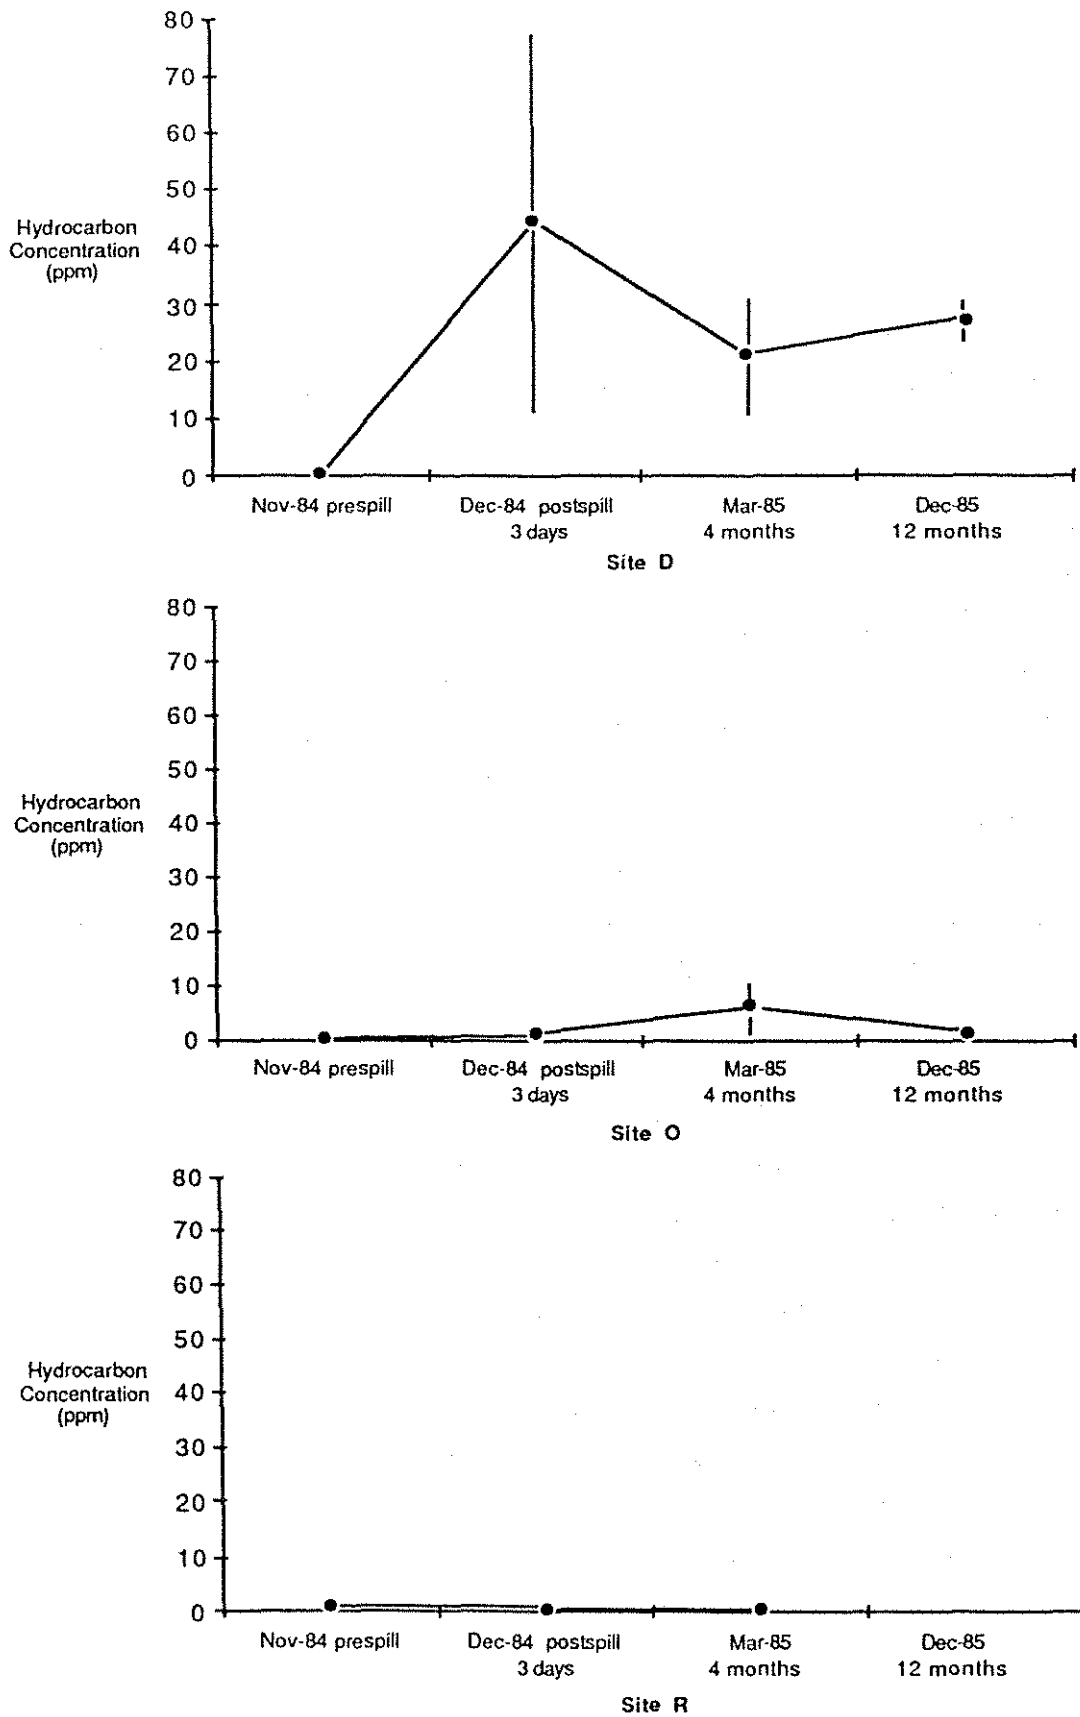 80
70
60
50
Hydrocarbon
Concentration
(ppm)
40
30
20
10
0
Nov-84 prespill
Dec-84 postspill
3 days
Mar-85
4 months
Dec-85
12 months
Site D
80
70
60
50
Hydrocarbon
Concentration
(ppm)
40
30
20
10
0
Nov-84 prespill
Dec-84 postspill
3 days
Mar-85
4 months
Dec-85
12 months
Site O
80
70
60
50
Hydrocarbon
Concentration
(ppm)
40
30
20
10
0
Nov-84 prespill
Dec-84 postspill
3 days
Mar-85
4 months
Dec-85
12 months
Site R